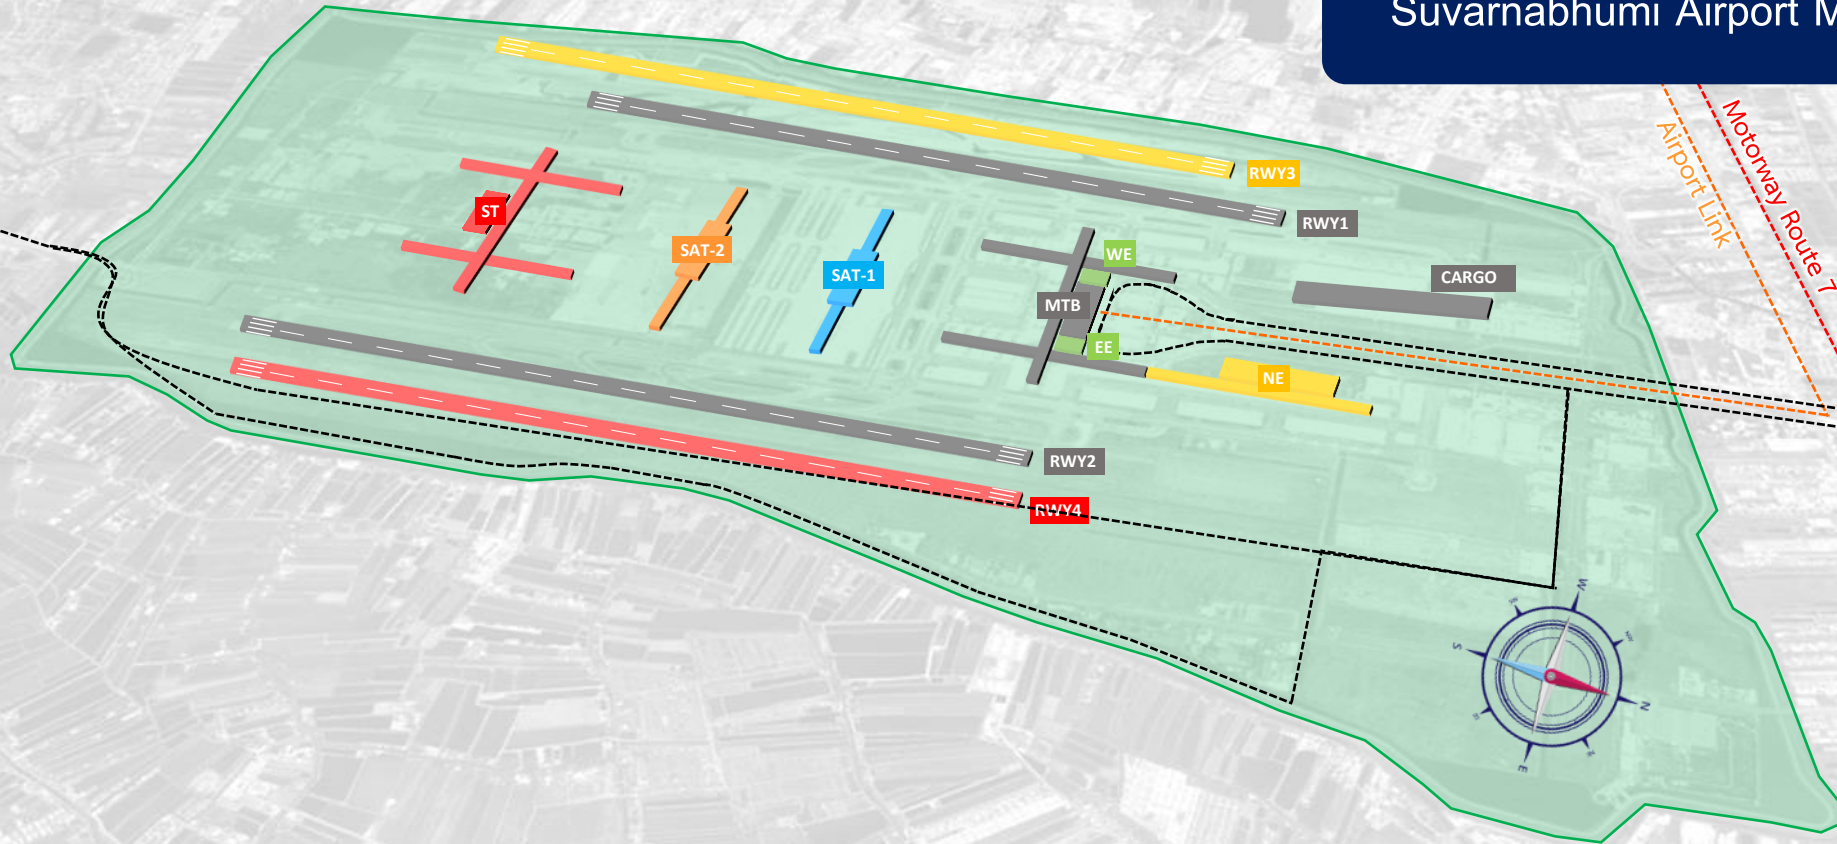 Suvarnabhumi Airport M
Motorway Route 7
Airport Link
RWY3
RWY1
ST
SAT-2
SAT-1
WE
MTB
EE
CARGO
NE
RWY2
RWY4
W
S
N
E